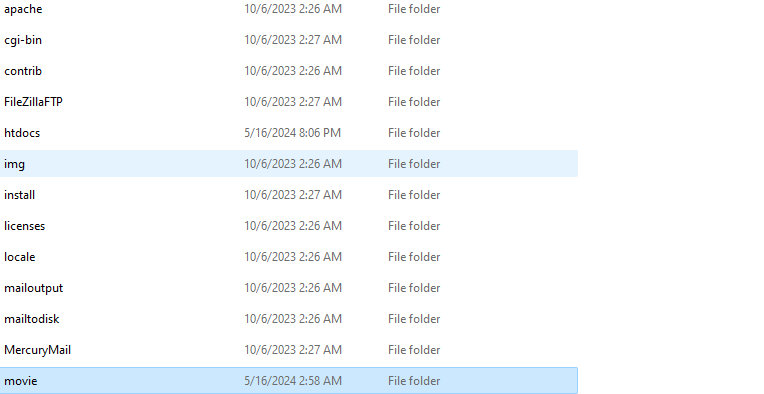 apache 10/6/2023 2:26 AM File folder
cgi-bin 10/6/2023 2:27 AM File folder
contrib 10/6/2023 2:26 AM File folder
FileZillaFTP 10/6/2023 2:27 AM File folder
htdocs 5/16/2024 8:06 PM File folder
img 10/6/2023 2:26 AM File folder
install 10/6/2023 2:27 AM File folder
licenses 10/6/2023 2:26 AM File folder
locale 10/6/2023 2:26 AM File folder
mailoutput 10/6/2023 2:26 AM File folder
mailtodisk 10/6/2023 2:26 AM File folder
MercuryMail 10/6/2023 2:27 AM File folder
movie 5/16/2024 2:58 AM File folder